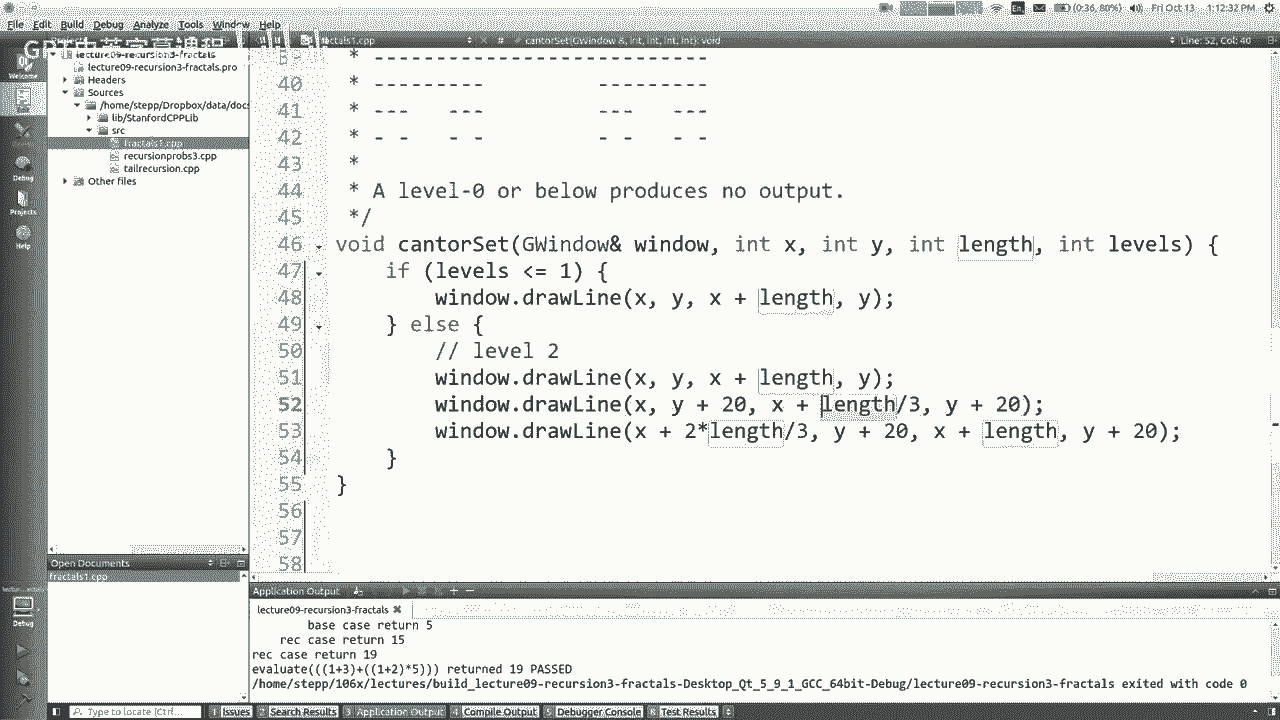 (0:36, 80%) Fri Oct 13 1:12:32 PM
File Edit Build Debug Analyze Tools Window Help
GPT中英字幕课程
cantorSet(GWindow &, int, int, int, int): void
Line: 52, Col: 40
Welcome
Debug
Projects
Help
lecture09-recursion3-fractals
lecture09-recursion3-fractals.pro
Headers
Sources
/home/stepp/Dropbox/data/docs
lib/StanfordCPPLib
src
fractals1.cpp
recursionprobs3.cpp
tailrecursion.cpp
Other files
39 * ---------------------------
40 * --------- ---------
41 * --- --- --- ---
42 * - - - - - - - -
43 *
44 * A level-0 or below produces no output.
45 */
46 void cantorSet(GWindow& window, int x, int y, int length, int levels) {
47 if (levels <= 1) {
48 window.drawLine(x, y, x + length, y);
49 } else {
50 // level 2
51 window.drawLine(x, y, x + length, y);
52 window.drawLine(x, y + 20, x + length/3, y + 20);
53 window.drawLine(x + 2*length/3, y + 20, x + length, y + 20);
54 }
55 }
56
57
58
Open Documents
fractals1.cpp
Debug
Application Output
lecture09-recursion3-fractals
base case return 5
rec case return 15
rec case return 19
evaluate(((1+3)+((1+2)*5))) returned 19 PASSED
/home/stepp/106x/lectures/build_lecture09-recursion3-fractals-Desktop_Qt_5_9_1_GCC_64bit-Debug/lecture09-recursion3-fractals exited with code 0
Type to locate (Ctrl...
1 Issues 2 Search Results 3 Application Output 4 Compile Output 5 Debugger Console 8 Test Results